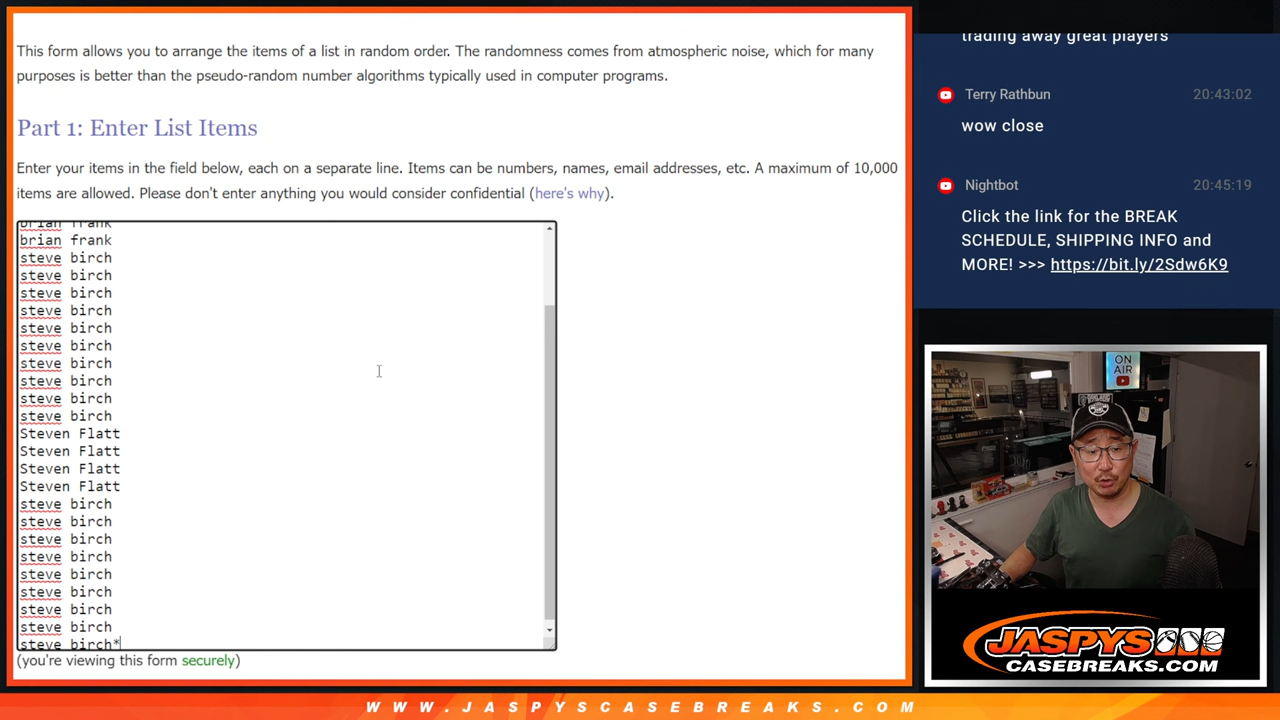 This form allows you to arrange the items of a list in random order. The randomness comes from atmospheric noise, which for many
purposes is better than the pseudo-random number algorithms typically used in computer programs.
Part 1: Enter List Items
Enter your items in the field below, each on a separate line. Items can be numbers, names, email addresses, etc. A maximum of 10,000
items are allowed. Please don't enter anything you would consider confidential (here's why).
brian frank
brian frank
steve birch
steve birch
steve birch
steve birch
steve birch
steve birch
steve birch
steve birch
steve birch
steve birch
Steven Flatt
Steven Flatt
Steven Flatt
Steven Flatt
steve birch
steve birch
steve birch
steve birch
steve birch
steve birch
steve birch
steve birch
steve birch*
(you're viewing this form securely)
trading away great players
Terry Rathbun 20:43:02
wow close
Nightbot 20:45:19
Click the link for the BREAK
SCHEDULE, SHIPPING INFO and
MORE! >>> https://bit.ly/2Sdw6K9
ON
AIR
JASPYS
CASEBREAKS.COM
WWW.JASPYSCASEBREAKS.COM